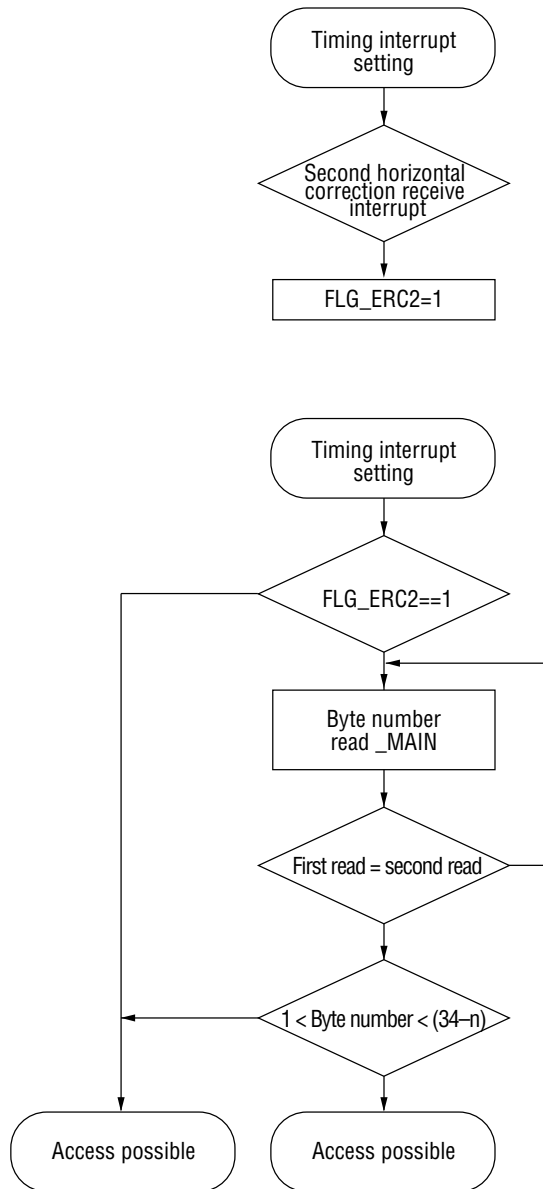 Timing interrupt
setting
Second horizontal
correction receive
interrupt
FLG_ERC2=1
Timing interrupt
setting
FLG_ERC2==1
Byte number
read _MAIN
First read = second read
1 < Byte number < (34–n)
Access possible
Access possible